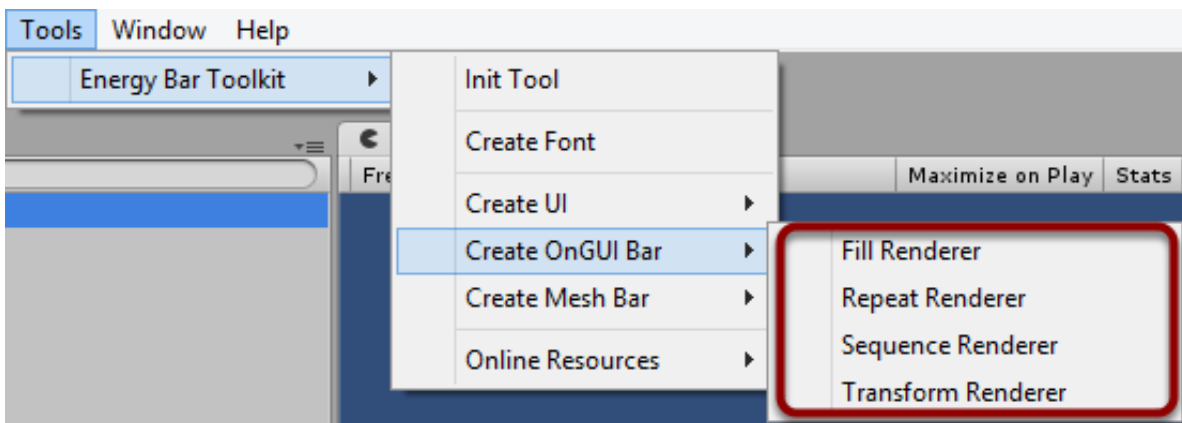 Tools Window Help
Energy Bar Toolkit
Init Tool
Create Font
Fre
Maximize on Play Stats
Create UI
Create OnGUI Bar
Fill Renderer
Create Mesh Bar
Repeat Renderer
Sequence Renderer
Online Resources
Transform Renderer